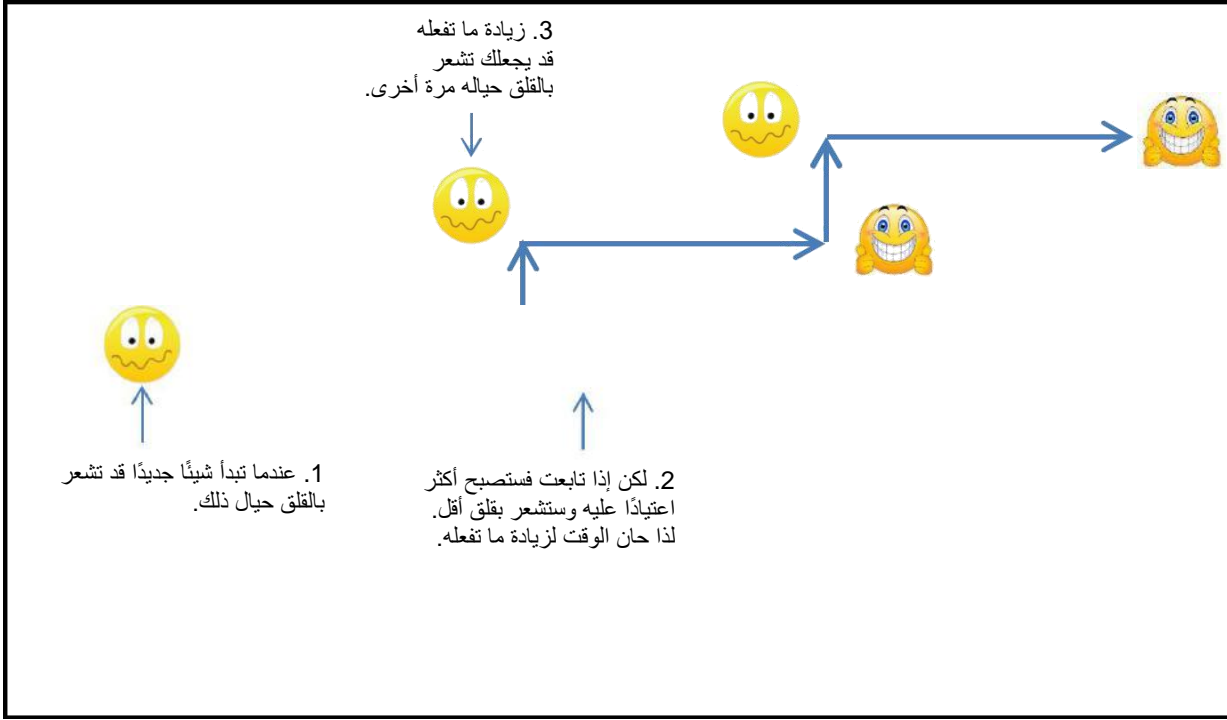 3. زيادة ما تفعله
قد يجعلك تشعر
بالقلق حياله مرة أخرى.
1. عندما تبدأ شيئًا جديدًا قد تشعر
بالقلق حيال ذلك.
2. لكن إذا تابعت فستصبح أكثر
اعتيادًا عليه وستشعر بقلق أقل.
لذا حان الوقت لزيادة ما تفعله.